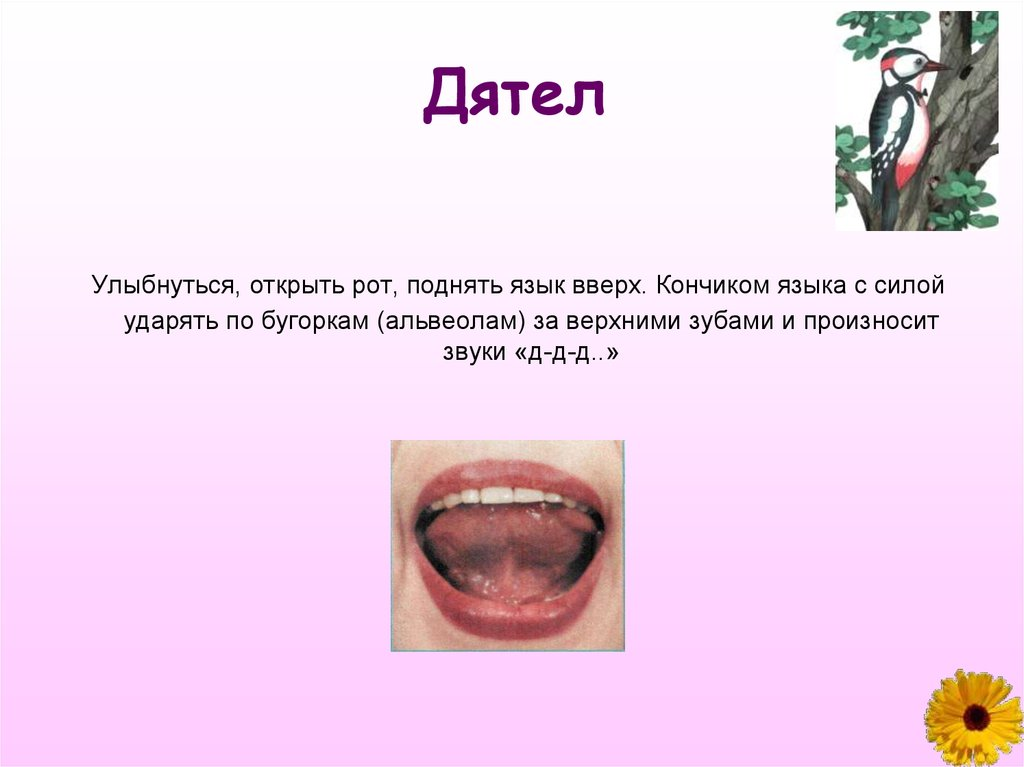 Дятел
Улыбнуться, открыть рот, поднять язык вверх. Кончиком языка с силой
ударять по бугоркам (альвеолам) за верхними зубами и произносит
звуки «д-д-д..»